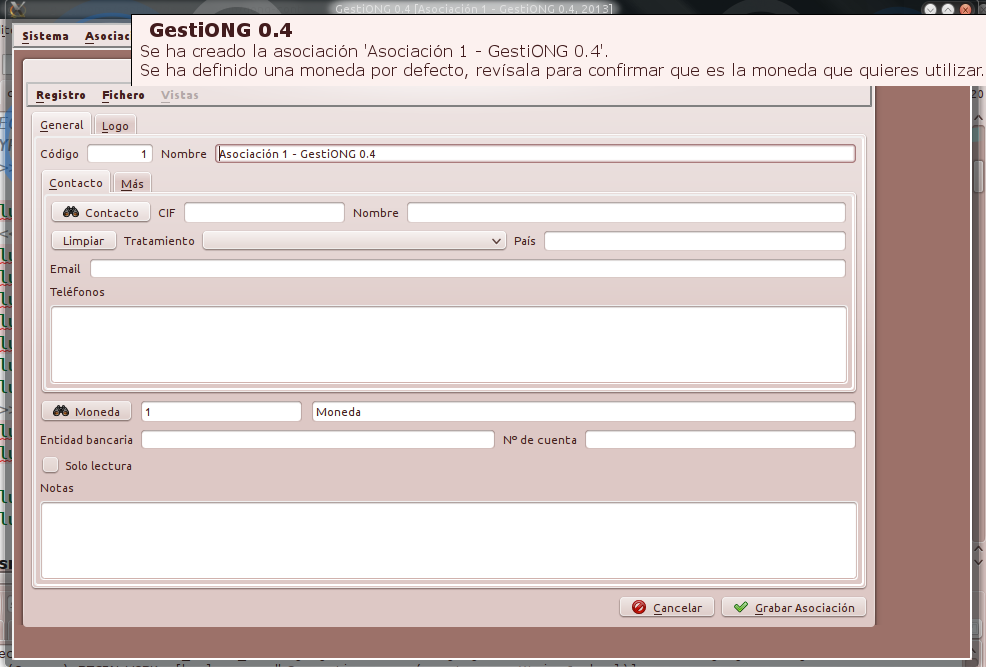 GestiONG 0.4 [Asociación 1 - GestiONG 0.4, 2013]
GestiONG 0.4
Se ha creado la asociación 'Asociación 1 - GestiONG 0.4'.
Se ha definido una moneda por defecto, revísala para confirmar que es la moneda que quieres utilizar.
Sistema Asociac
Registro Fichero Vistas
General Logo
Código 1 Nombre Asociación 1 - GestiONG 0.4
Contacto Más
Contacto CIF Nombre
Limpiar Tratamiento País
Email
Teléfonos
Moneda 1 Moneda
Entidad bancaria Nº de cuenta
Solo lectura
Notas
Cancelar Grabar Asociación